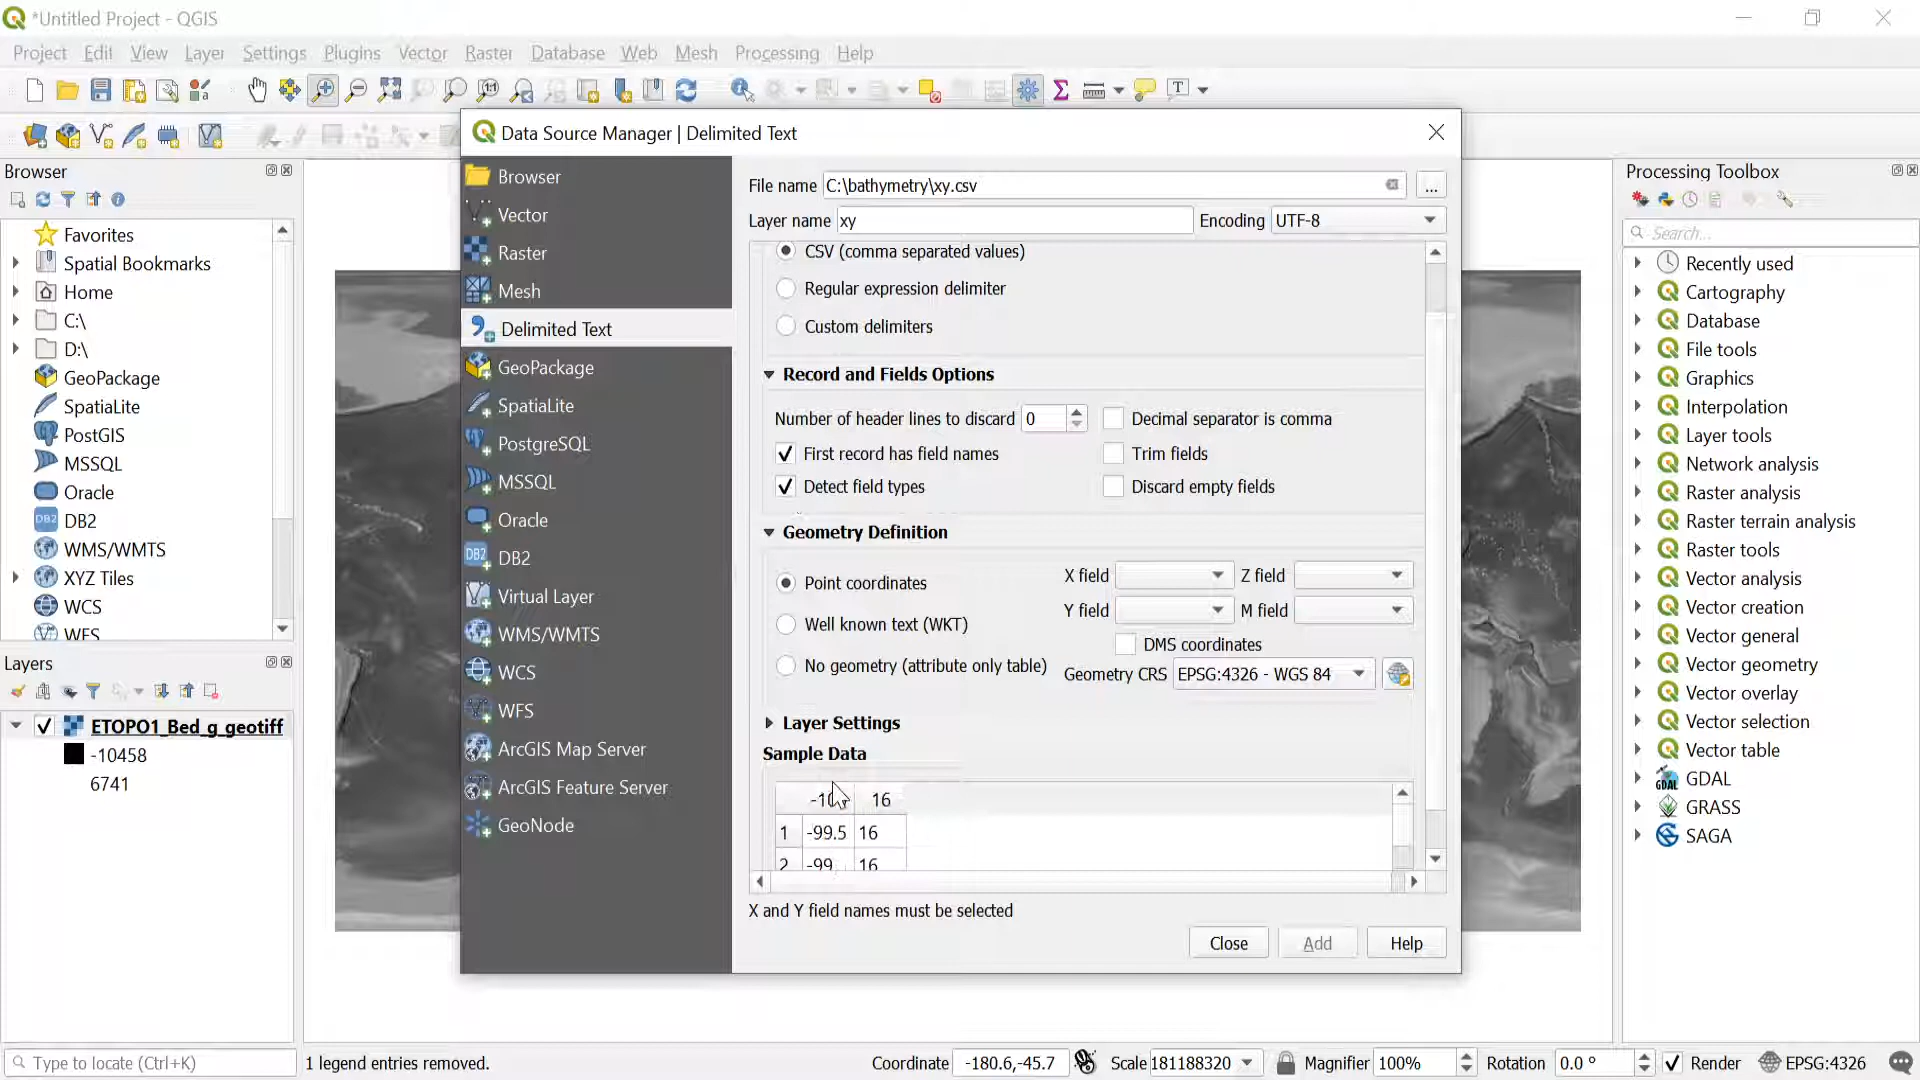 *Untitled Project - QGIS
Project Edit View Layer Settings Plugins Vector Raster Database Web Mesh Processing Help
Browser
Favorites
Spatial Bookmarks
Home
C:\
D:\
GeoPackage
SpatiaLite
PostGIS
MSSQL
Oracle
DB2
WMS/WMTS
XYZ Tiles
WCS
WFS
Layers
ETOPO1_Bed_g_geotiff
-10458
6741
Data Source Manager | Delimited Text
Browser
Vector
Raster
Mesh
Delimited Text
GeoPackage
SpatiaLite
PostgreSQL
MSSQL
Oracle
DB2
Virtual Layer
WMS/WMTS
WCS
WFS
ArcGIS Map Server
ArcGIS Feature Server
GeoNode
File name C:\bathymetry\xy.csv ...
Layer name xy Encoding UTF-8
CSV (comma separated values)
Regular expression delimiter
Custom delimiters
Record and Fields Options
Number of header lines to discard 0 Decimal separator is comma
First record has field names Trim fields
Detect field types Discard empty fields
Geometry Definition
Point coordinates X field Z field
Y field M field
Well known text (WKT)
DMS coordinates
No geometry (attribute only table) Geometry CRS EPSG:4326 - WGS 84
Layer Settings
Sample Data
16
1 -99.5 16
2 -99 16
X and Y field names must be selected
Close Add Help
Processing Toolbox
Search...
Recently used
Cartography
Database
File tools
Graphics
Interpolation
Layer tools
Network analysis
Raster analysis
Raster terrain analysis
Raster tools
Vector analysis
Vector creation
Vector general
Vector geometry
Vector overlay
Vector selection
Vector table
GDAL
GRASS
SAGA
Type to locate (Ctrl+K) 1 legend entries removed. Coordinate -180.6,-45.7 Scale 181188320 Magnifier 100% Rotation 0.0 ° Render EPSG:4326